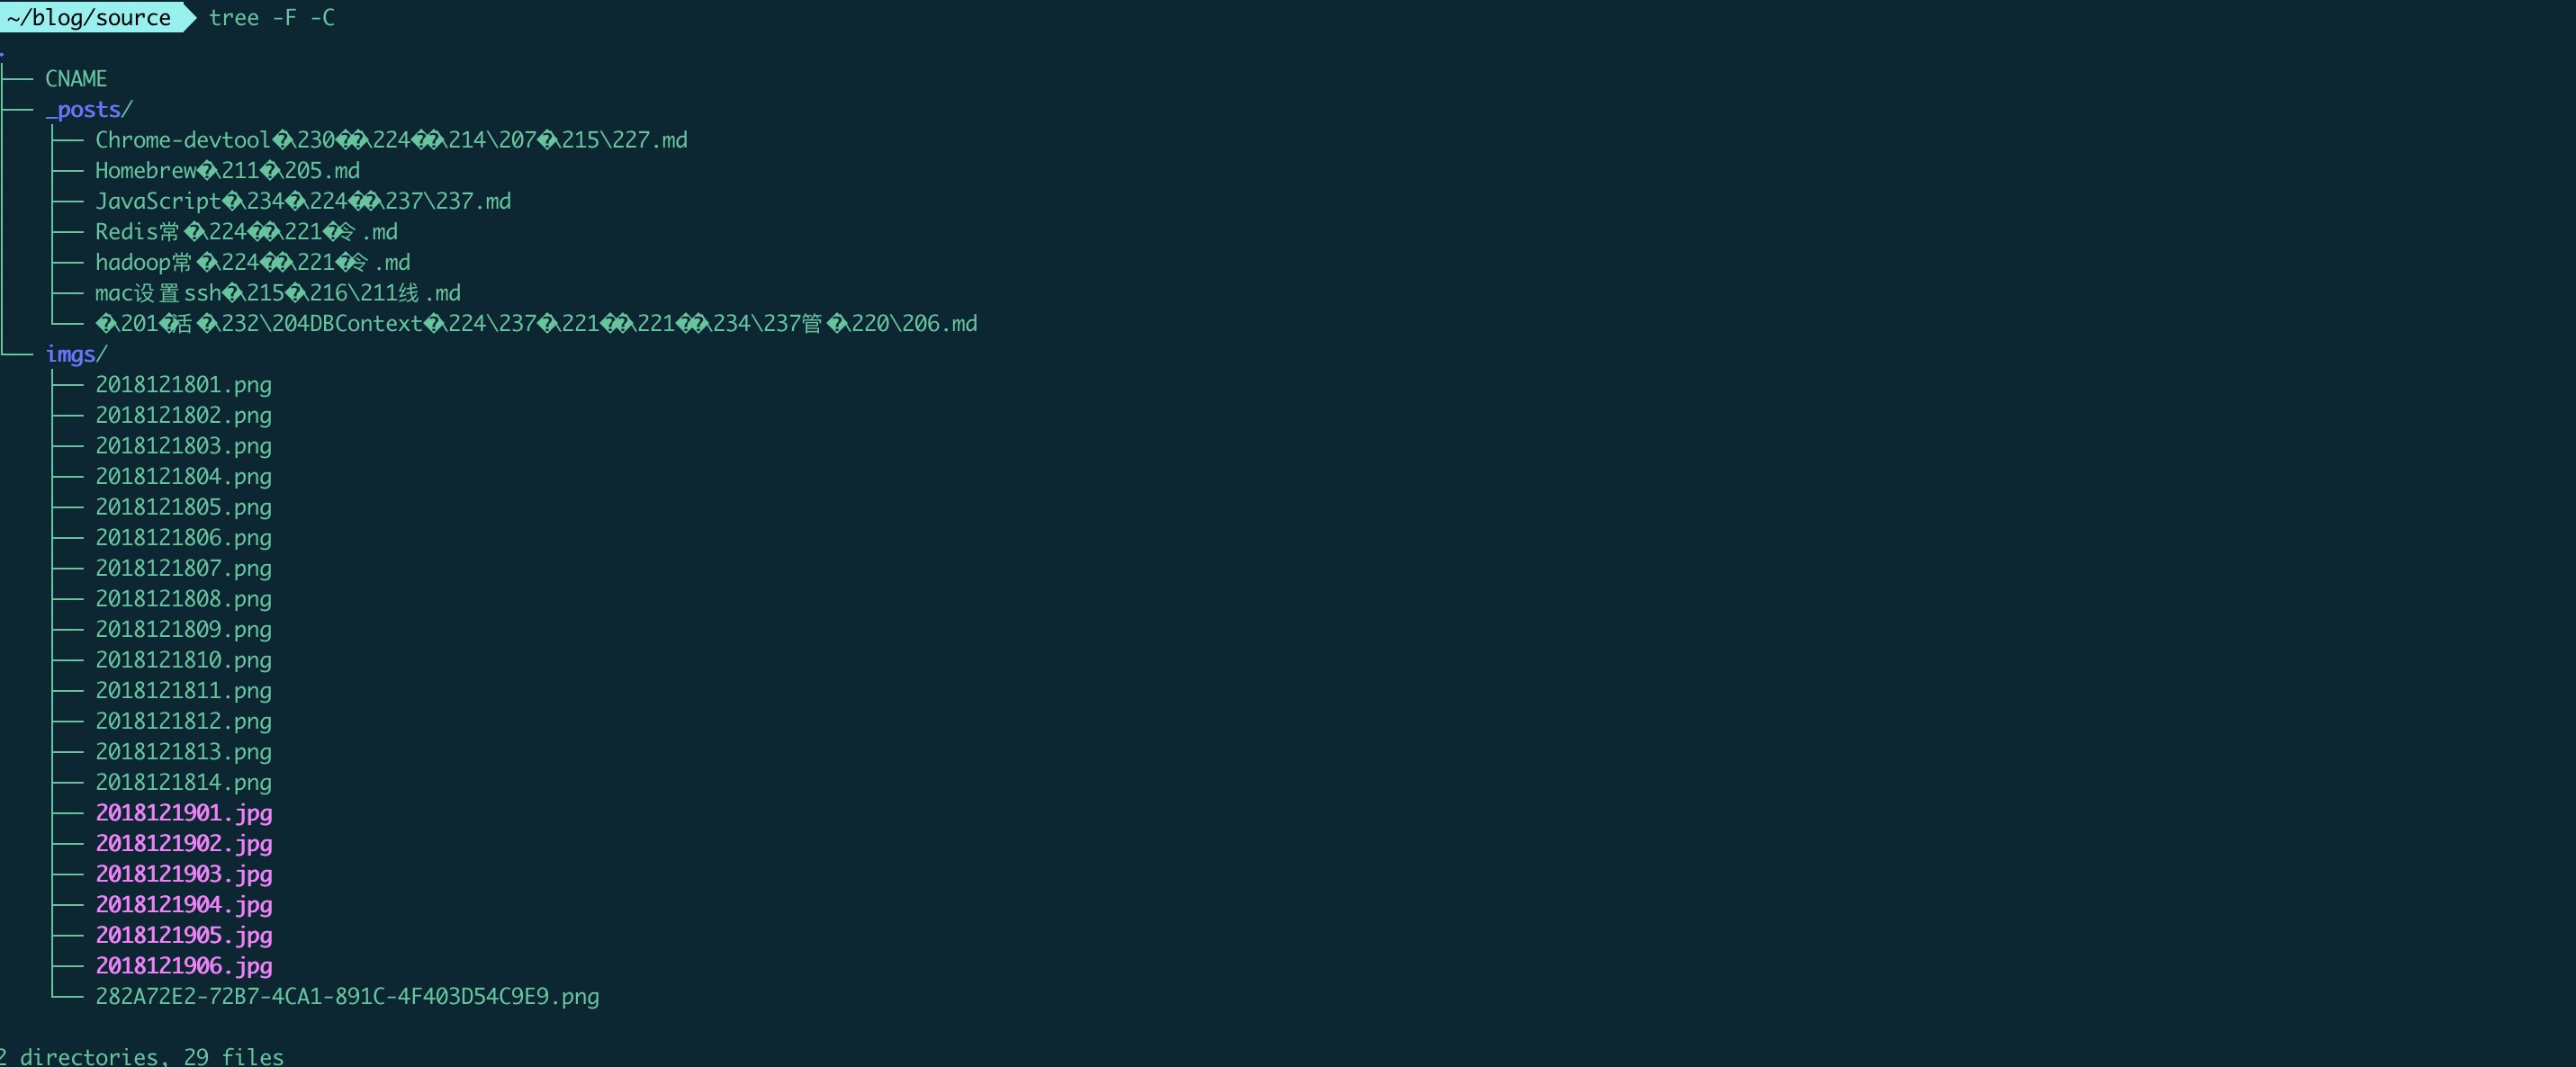 ~/blog/source tree -F -C
.
├── CNAME
├── _posts/
│   ├── Chrome-devtool�\230��\224��\214\207�\215\227.md
│   ├── Homebrew�\211�\205.md
│   ├── JavaScript�\234�\224��\237\237.md
│   ├── Redis常�\224��\221�令.md
│   ├── hadoop常�\224��\221�令.md
│   ├── mac设置ssh�\215�\216\211线.md
│   └── �\201�活�\232\204DBContext�\224\237�\221��\221��\234\237管�\220\206.md
└── imgs/
    ├── 2018121801.png
    ├── 2018121802.png
    ├── 2018121803.png
    ├── 2018121804.png
    ├── 2018121805.png
    ├── 2018121806.png
    ├── 2018121807.png
    ├── 2018121808.png
    ├── 2018121809.png
    ├── 2018121810.png
    ├── 2018121811.png
    ├── 2018121812.png
    ├── 2018121813.png
    ├── 2018121814.png
    ├── 2018121901.jpg
    ├── 2018121902.jpg
    ├── 2018121903.jpg
    ├── 2018121904.jpg
    ├── 2018121905.jpg
    ├── 2018121906.jpg
    └── 282A72E2-72B7-4CA1-891C-4F403D54C9E9.png
2 directories, 29 files